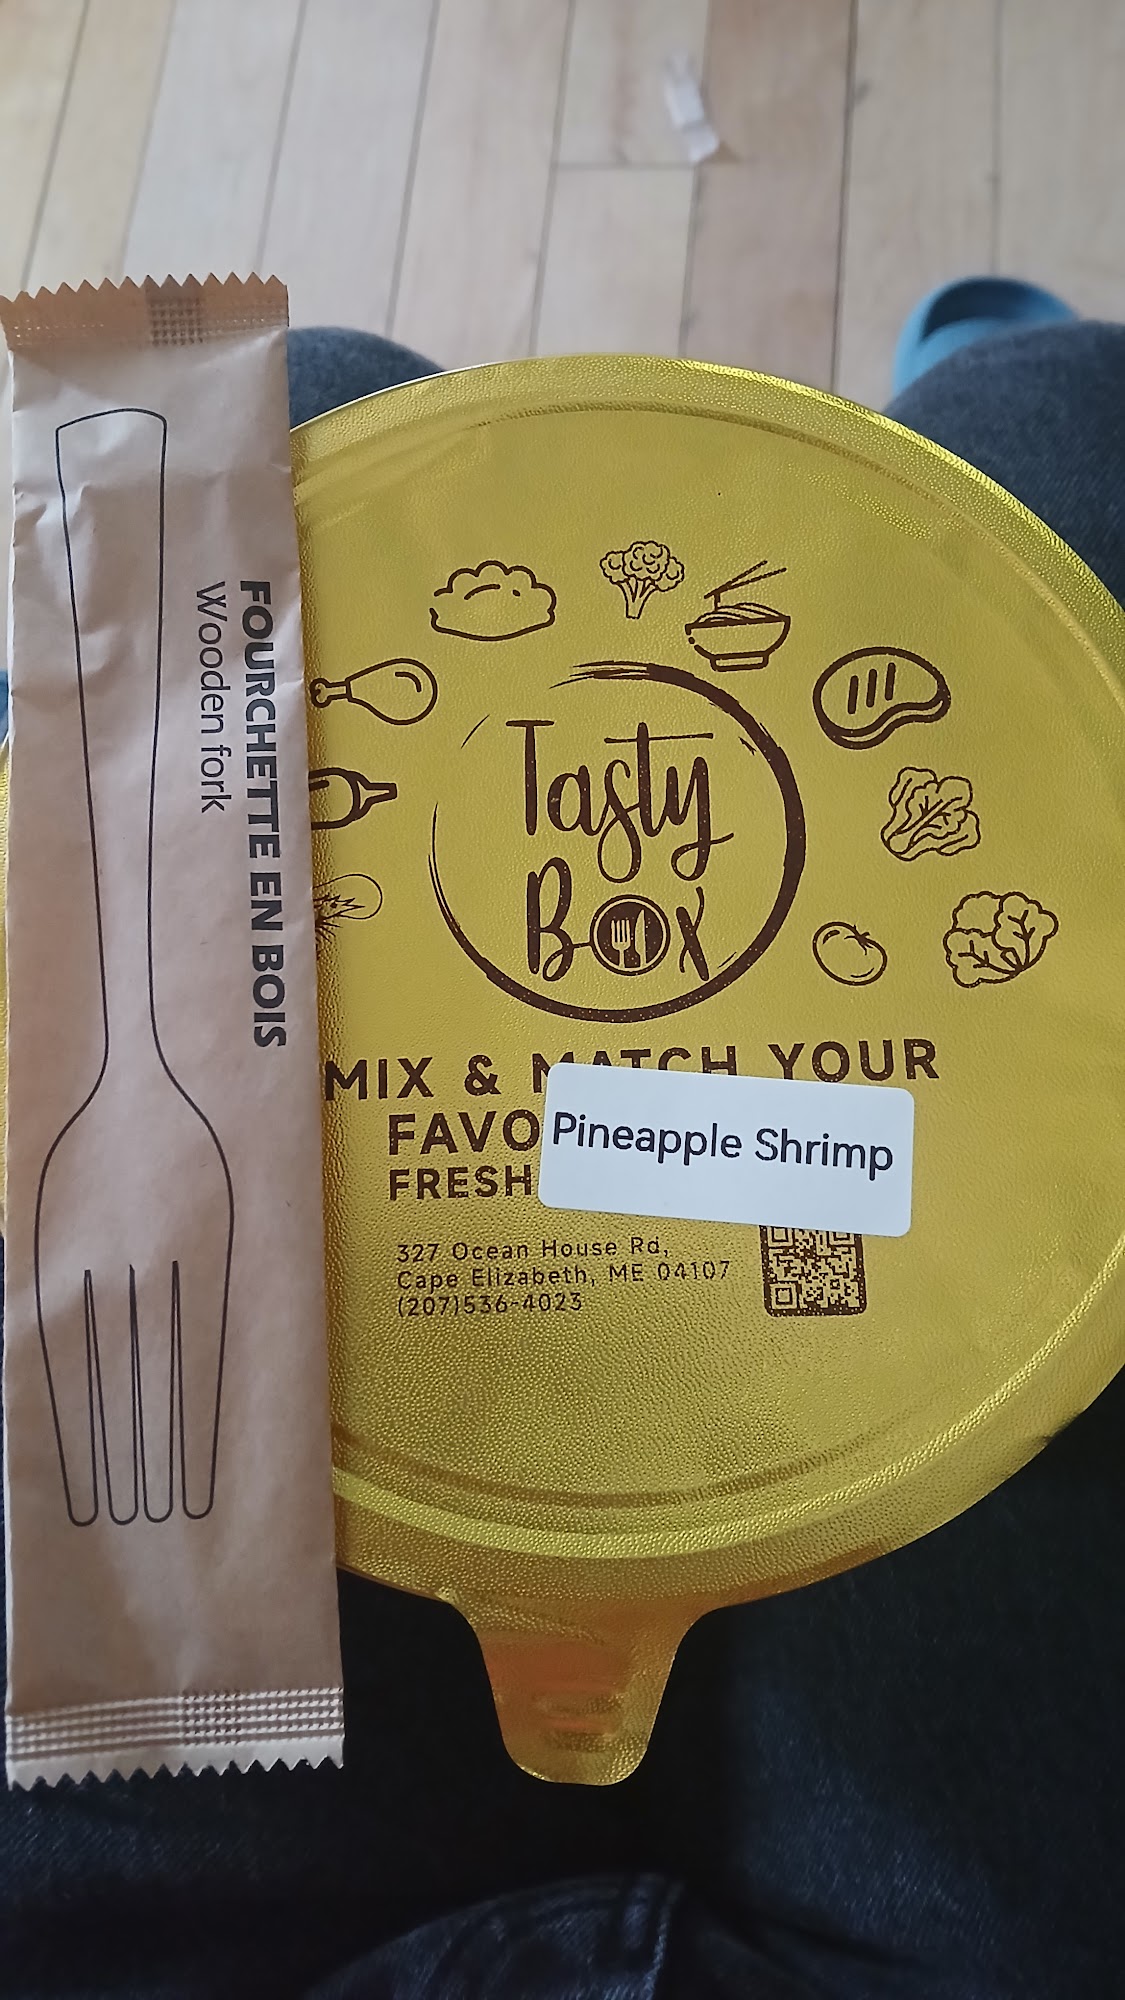 FOURCHETTE EN BOIS
Wooden fork
Tasty
Box
MIX & MATCH YOUR
FRESH
Pineapple Shrimp
327 Ocean House Rd,
Cape Elizabeth, ME 04107
(207)536-4023